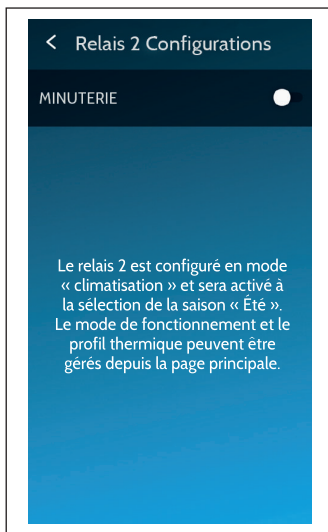 < Relais 2 Configurations
MINUTERIE
Le relais 2 est configuré en mode
« climatisation » et sera activé à
la sélection de la saison « Été ».
Le mode de fonctionnement et le
profil thermique peuvent être
gérés depuis la page principale.